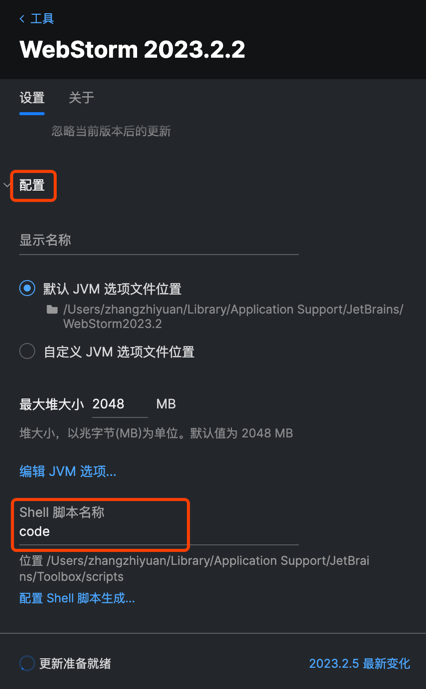 工具
WebStorm 2023.2.2
设置 关于
忽略当前版本后的更新
配置
显示名称
默认 JVM 选项文件位置
/Users/zhangzhiyuan/Library/Application Support/JetBrains/
WebStorm2023.2
自定义 JVM 选项文件位置
最大堆大小 2048 MB
堆大小，以兆字节(MB)为单位。默认值为 2048 MB
编辑 JVM 选项...
Shell 脚本名称
code
位置 /Users/zhangzhiyuan/Library/Application Support/JetBrai
ns/Toolbox/scripts
配置 Shell 脚本生成...
更新准备就绪 2023.2.5 最新变化